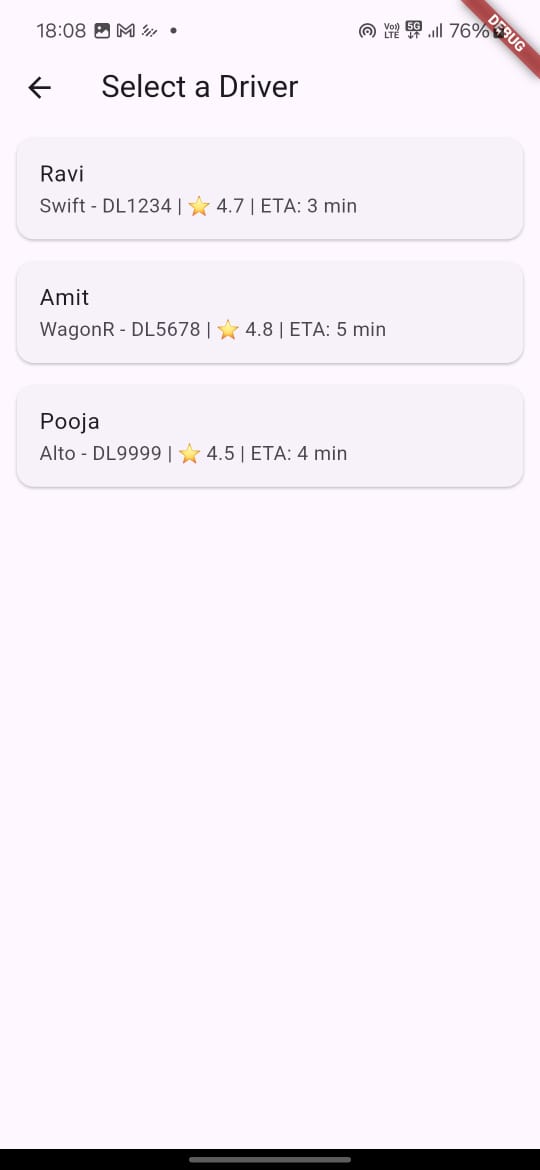 18:08
Vo)) LTE 5G 76%
DEBUG
Select a Driver
Ravi
Swift - DL1234 | ⭐ 4.7 | ETA: 3 min
Amit
WagonR - DL5678 | ⭐ 4.8 | ETA: 5 min
Pooja
Alto - DL9999 | ⭐ 4.5 | ETA: 4 min